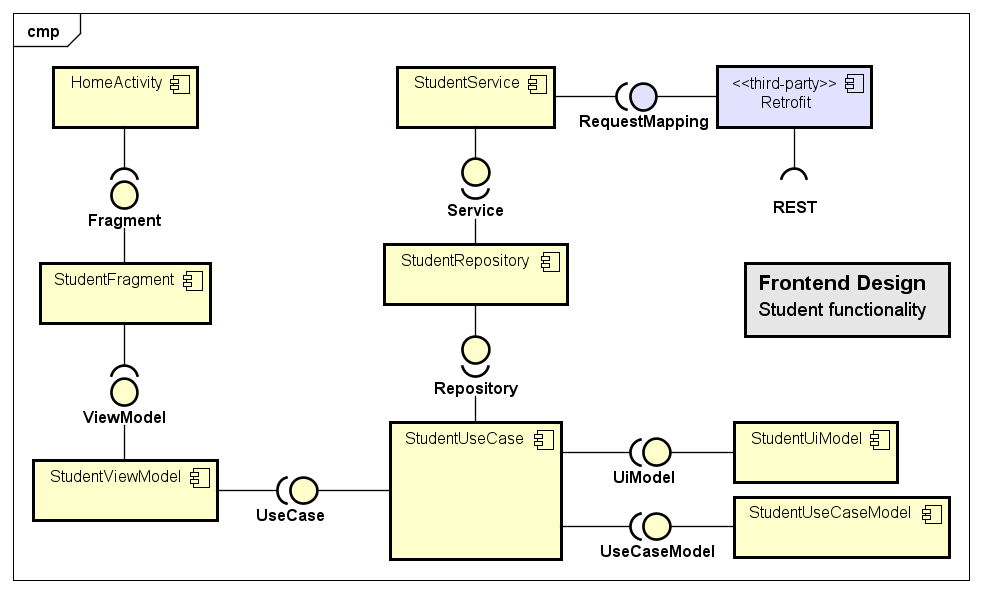 cmp
HomeActivity
StudentService
<<third-party>>
Retrofit
RequestMapping
Fragment
Service
REST
StudentFragment
StudentRepository
Frontend Design
Student functionality
ViewModel
Repository
StudentViewModel
StudentUseCase
StudentUiModel
UiModel
UseCase
StudentUseCaseModel
UseCaseModel